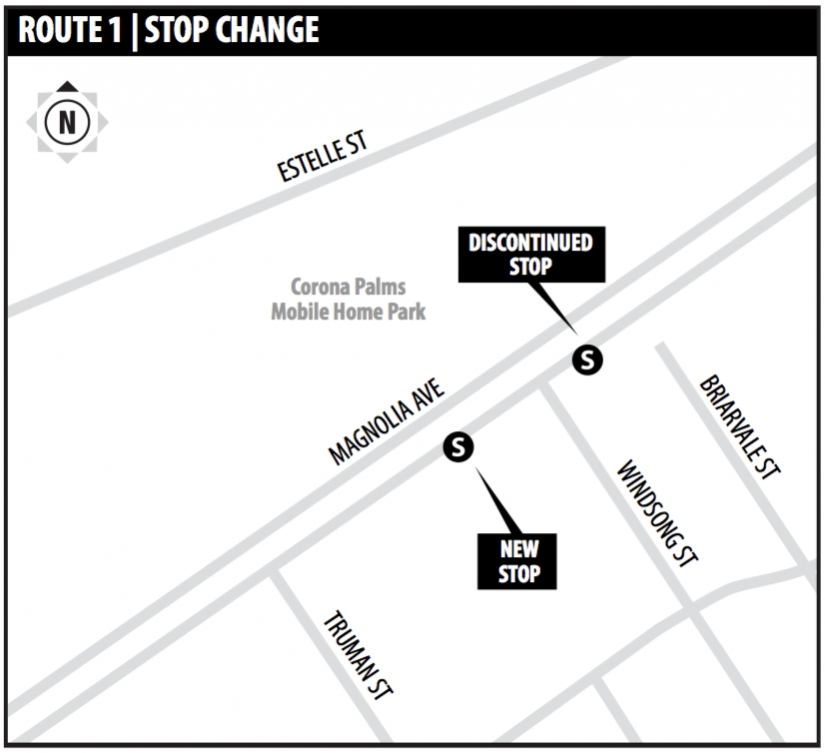 ROUTE 1 | STOP CHANGE
N
ESTELLE ST
DISCONTINUED
STOP
Corona Palms
Mobile Home Park
S
BRIARVALE ST
MAGNOLIA AVE
S
WINDSONG ST
NEW
STOP
TRUMAN ST